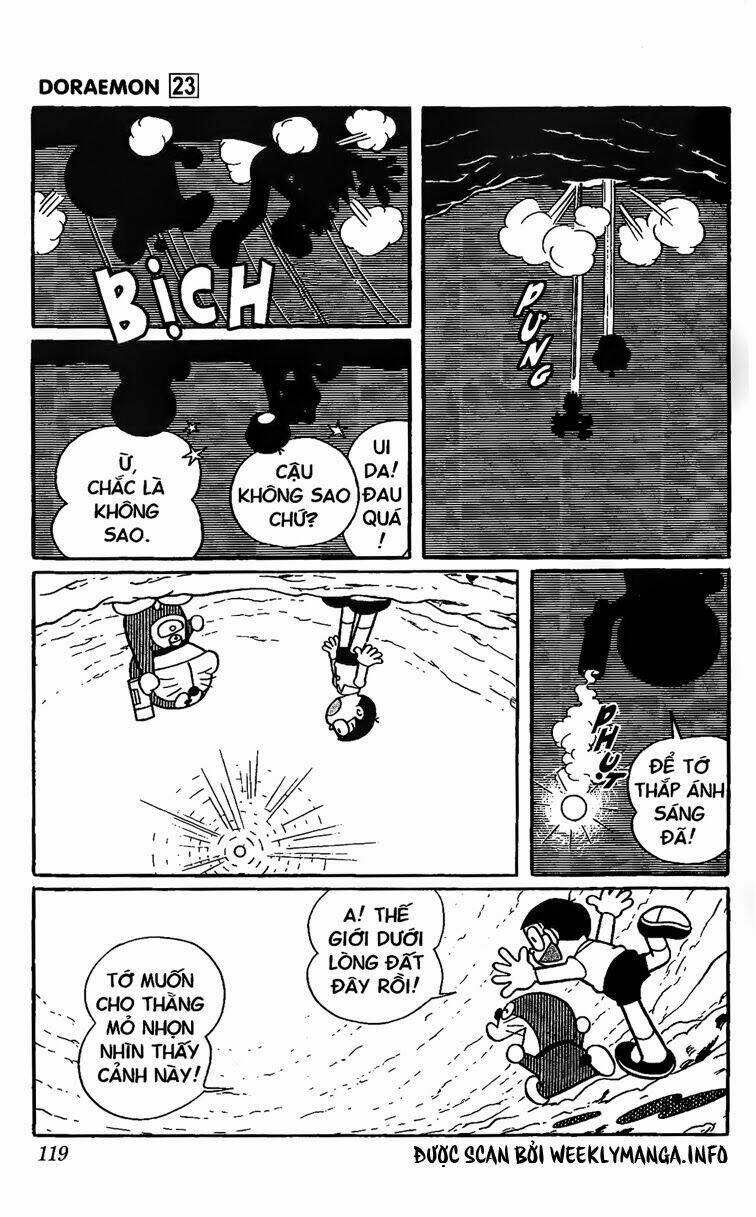 DORAEMON 23
PỪNG
BỊCH
UI
DA!
ĐAU
QUÁ
!
CẬU
KHÔNG SAO
CHỨ?
Ừ,
CHẮC LÀ
KHÔNG
SAO.
ĐỂ TỚ
THẮP ÁNH
SÁNG
ĐÃ!
PHỤT
A! THẾ
GIỚI DƯỚI
LÒNG ĐẤT
ĐÂY RỒI!
TỚ MUỐN
CHO THẰNG
MỎ NHỌN
NHÌN THẤY
CẢNH NÀY!
119
ĐƯỢC SCAN BỞI WEEKLYMANGA.INFO